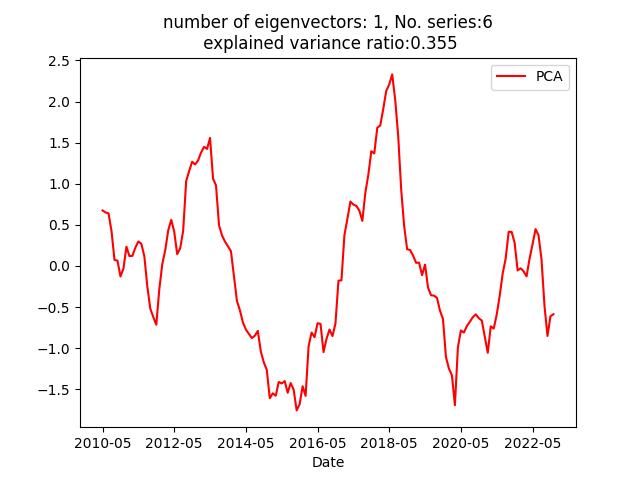 number of eigenvectors: 1, No. series:6
explained variance ratio:0.355
PCA
2.5
2.0
1.5
1.0
0.5
0.0
−0.5
−1.0
−1.5
2010-05 2012-05 2014-05 2016-05 2018-05 2020-05 2022-05
Date